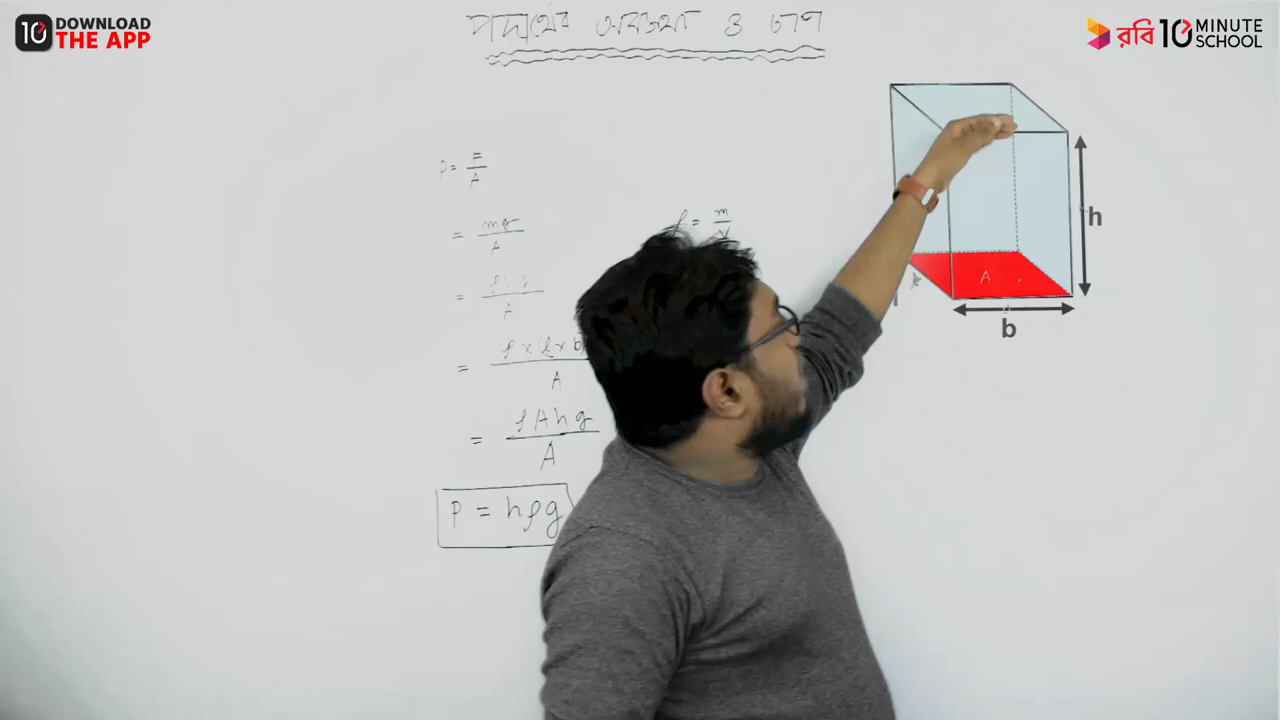 DOWNLOAD
THE APP
রবি 10 MINUTE SCHOOL
পদার্থের অবস্থা ও চাপ
P = F/A
= mg/A
ρ = m/V
= ρVg/A
= ρ×(l×b
A
= ρAhg/A
P = hρg
A
h
l
b